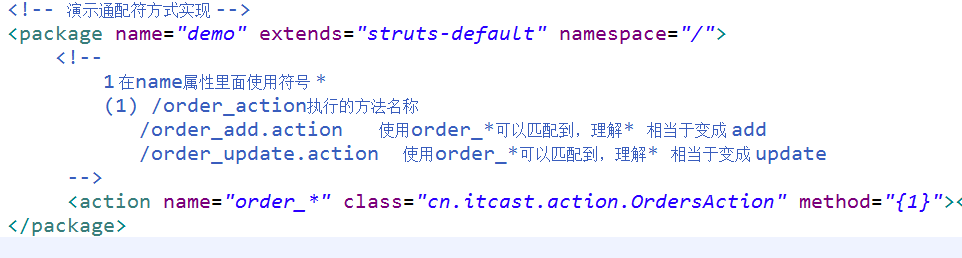 <!-- 演示通配符方式实现 -->
<package name="demo" extends="struts-default" namespace="/">
<!--
1 在name属性里面使用符号 *
(1) /order_action执行的方法名称
/order_add.action 使用order_*可以匹配到，理解* 相当于变成 add
/order_update.action 使用order_*可以匹配到，理解* 相当于变成 update
-->
<action name="order_*" class="cn.itcast.action.OrdersAction" method="{1}"><
</package>